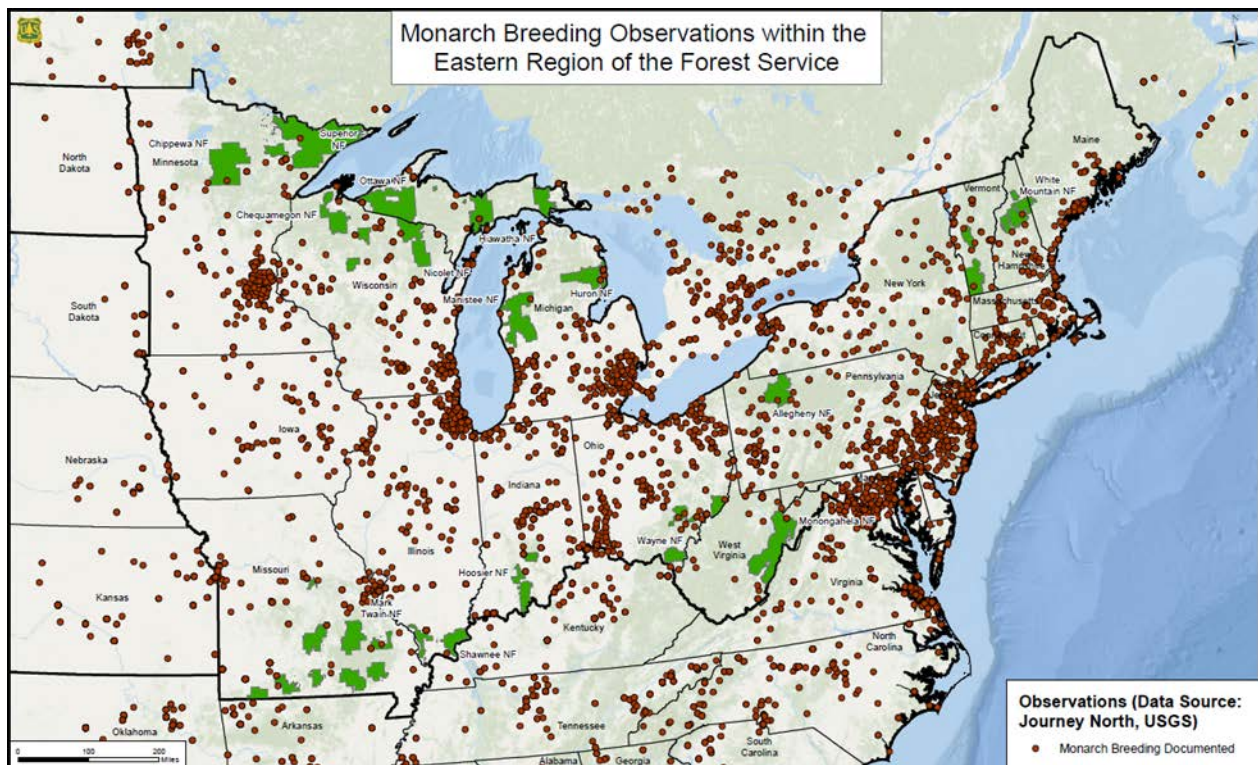 Monarch Breeding Observations within the
Eastern Region of the Forest Service
N
Superior
NF
Chippewa NF
Minnesota
North
Dakota
Ottawa NF
Maine
Vermont
White
Mountain NF
Chequamegon NF
Hiawatha NF
Nicolet NF
Wisconsin
Manistee NF
Michigan
Huron NF
New York
New
Hampshire
South
Dakota
Massachusetts
Pennsylvania
Allegheny NF
Iowa
Ohio
Nebraska
Indiana
Monongahela NF
Wayne NF
West
Virginia
Illinois
Hoosier NF
Missouri
Virginia
Kansas
Mark
Twain NF
Kentucky
North
Carolina
Shawnee NF
Tennessee
Oklahoma
Arkansas
South
Carolina
Alabama
Georgia
0 100 200
Miles
Observations (Data Source:
Journey North, USGS)
Monarch Breeding Documented